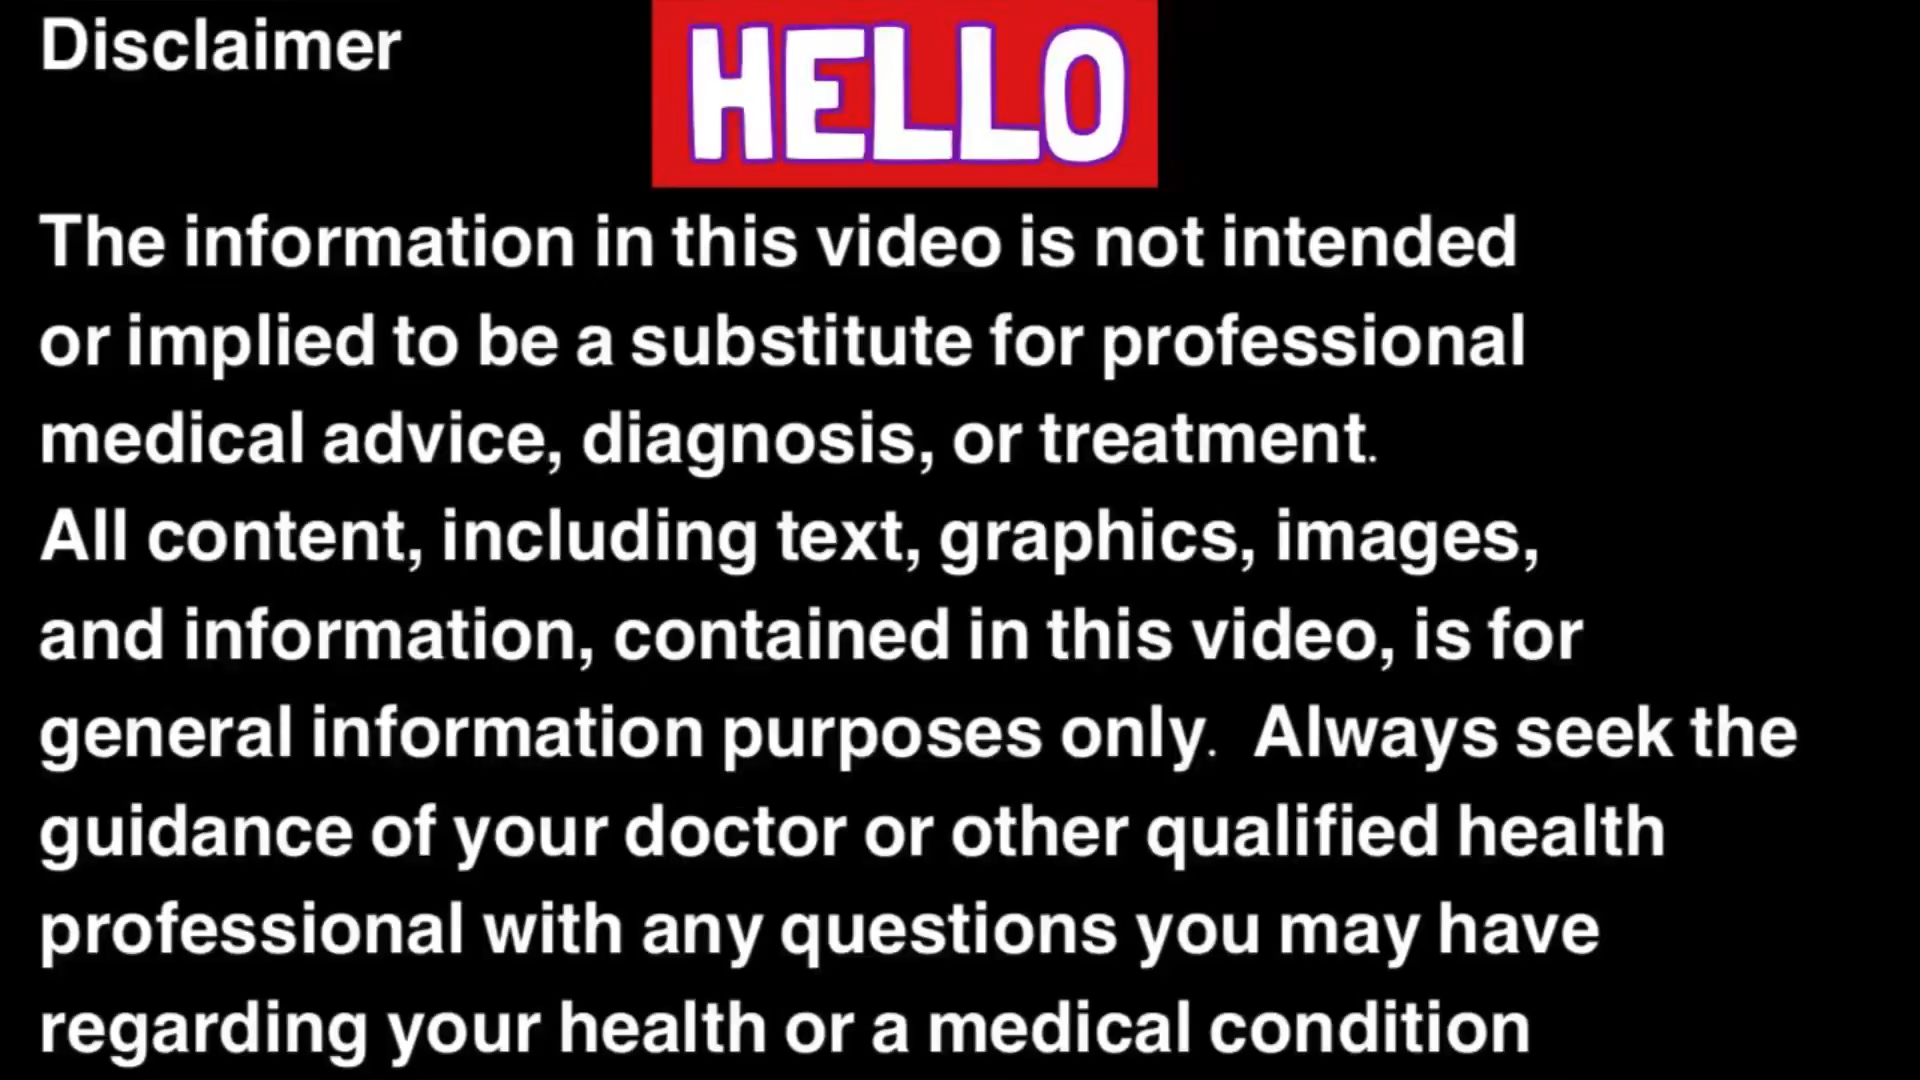 Disclaimer
HELLO
The information in this video is not intended
or implied to be a substitute for professional
medical advice, diagnosis, or treatment.
All content, including text, graphics, images,
and information, contained in this video, is for
general information purposes only.  Always seek the
guidance of your doctor or other qualified health
professional with any questions you may have
regarding your health or a medical condition